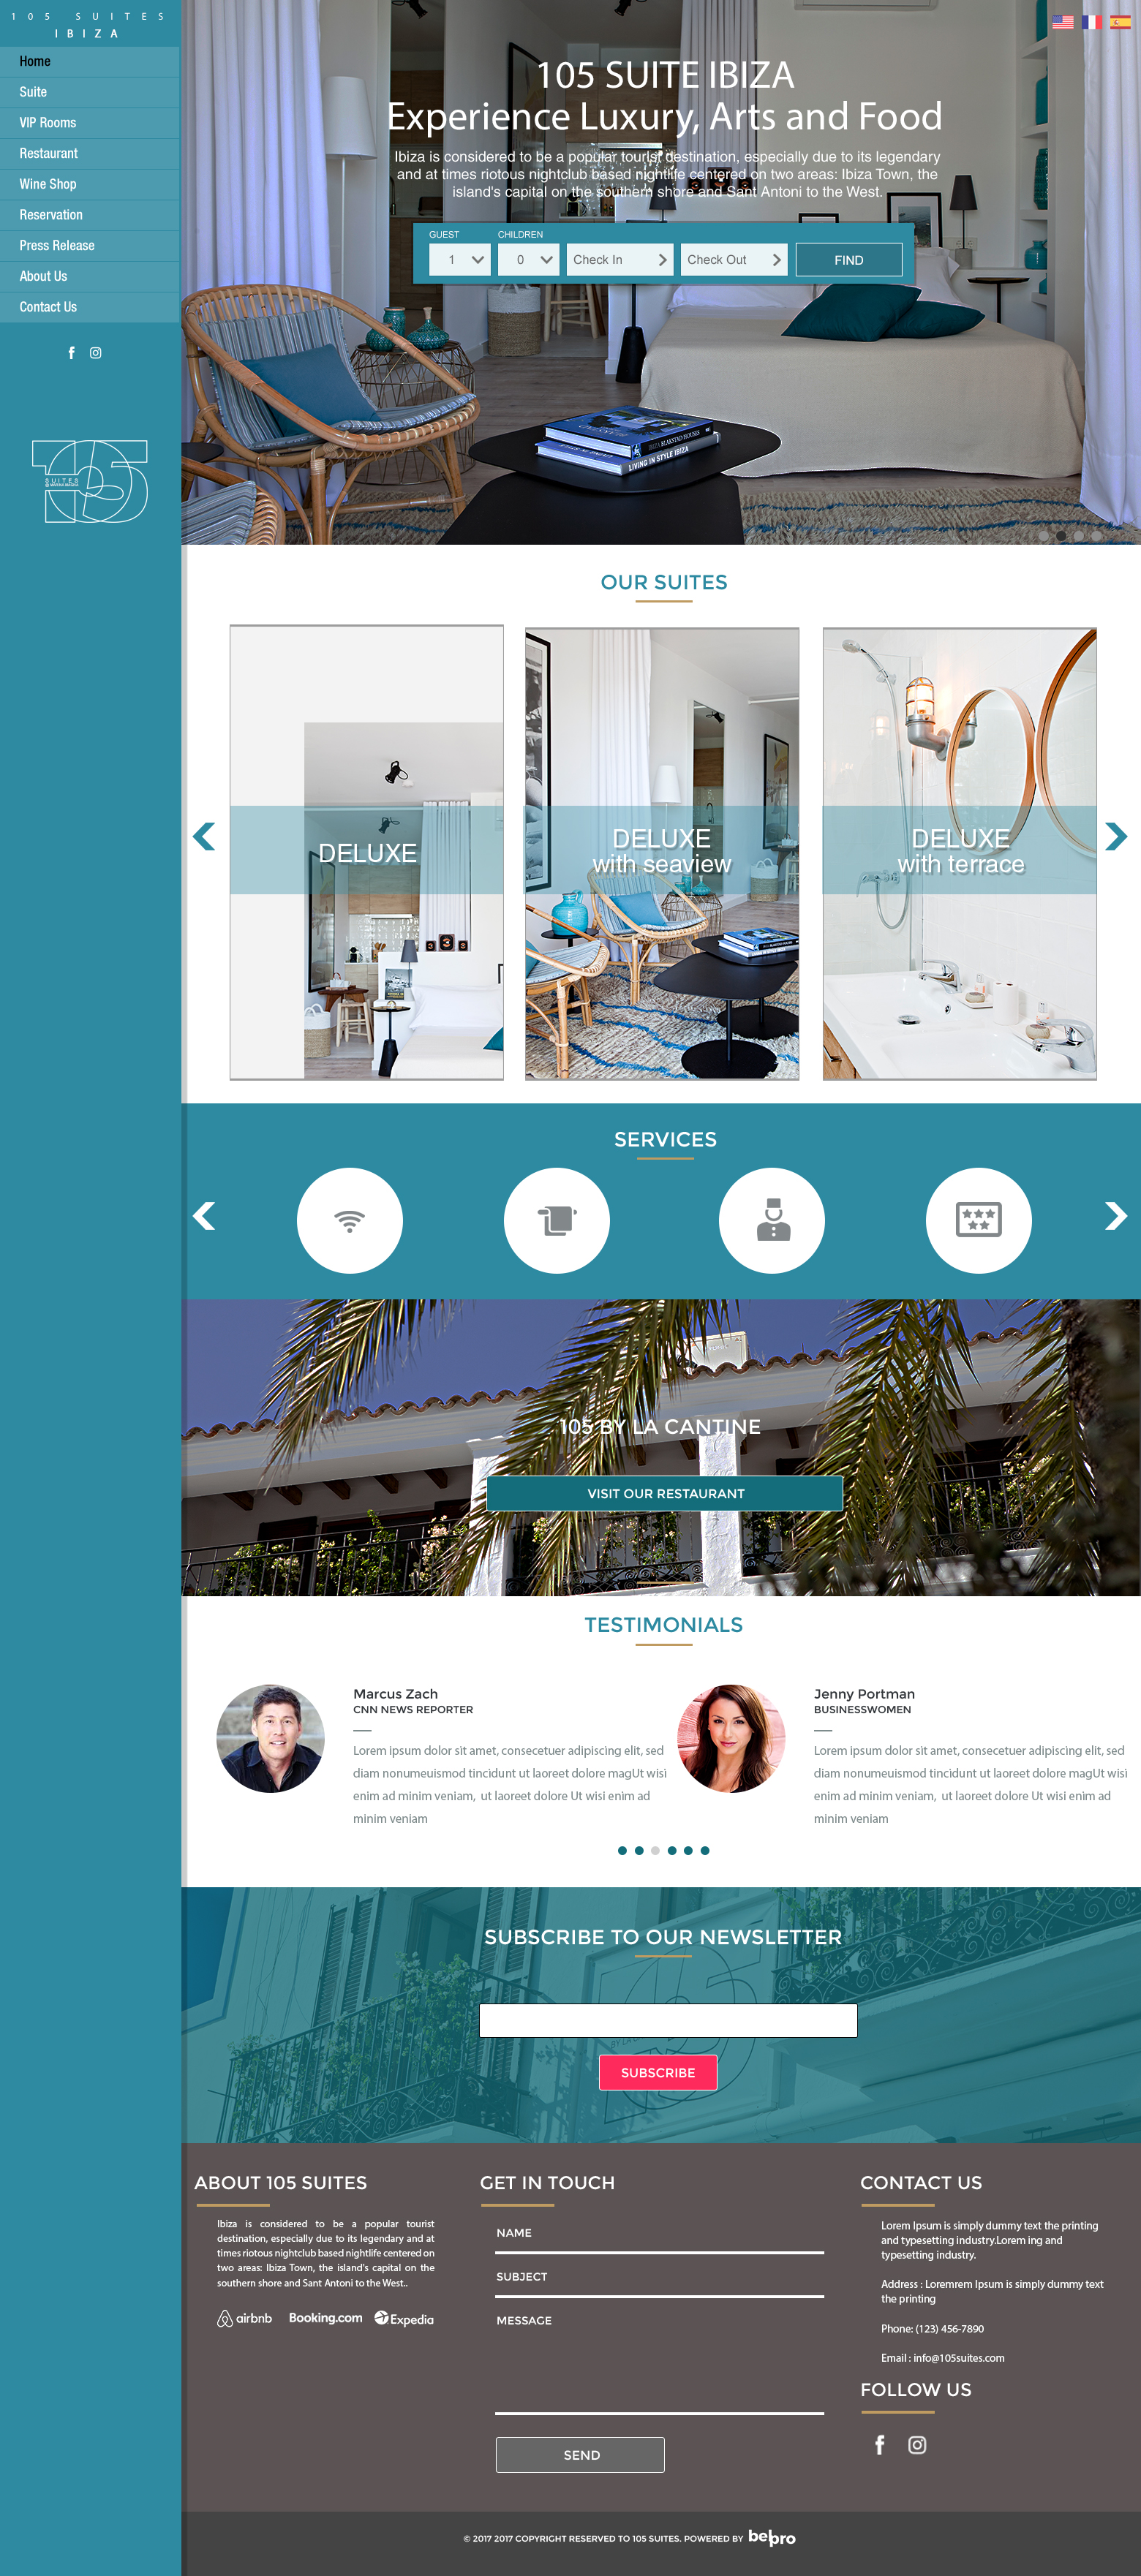 105 SUITES
IBIZA
Home
Suite
VIP Rooms
Restaurant
Wine Shop
Reservation
Press Release
About Us
Contact Us
105
SUITES
105 SUITE IBIZA
Experience Luxury, Arts and Food
Ibiza is considered to be a popular tourist destination, especially due to its legendary
and at times riotous nightclub based nightlife centered on two areas: Ibiza Town, the
island's capital on the southern shore and Sant Antoni to the West.
GUEST CHILDREN
1 0 Check In Check Out FIND
IBIZA BLAKSTAD HOUSES
LIVING IN STYLE IBIZA
OUR SUITES
DELUXE
DELUXE
with seaview
DELUXE
with terrace
3 3 3
SERVICES
105 BY LA CANTINE
VISIT OUR RESTAURANT
TESTIMONIALS
Marcus Zach
CNN NEWS REPORTER
Lorem ipsum dolor sit amet, consecetuer adipiscing elit, sed
diam nonumeuismod tincidunt ut laoreet dolore magUt wisi
enim ad minim veniam, ut laoreet dolore Ut wisi enim ad
minim veniam
Jenny Portman
BUSINESSWOMEN
Lorem ipsum dolor sit amet, consecetuer adipiscing elit, sed
diam nonumeuismod tincidunt ut laoreet dolore magUt wisi
enim ad minim veniam, ut laoreet dolore Ut wisi enim ad
minim veniam
SUBSCRIBE TO OUR NEWSLETTER
SUBSCRIBE
ABOUT 105 SUITES
Ibiza is considered to be a popular tourist
destination, especially due to its legendary and at
times riotous nightclub based nightlife centered on
two areas: Ibiza Town, the island's capital on the
southern shore and Sant Antoni to the West..
airbnb Booking.com Expedia
GET IN TOUCH
NAME
SUBJECT
MESSAGE
SEND
CONTACT US
Lorem Ipsum is simply dummy text the printing
and typesetting industry.Lorem ing and
typesetting industry.
Address : Loremrem Ipsum is simply dummy text
the printing
Phone: (123) 456-7890
Email : info@105suites.com
FOLLOW US
© 2017 2017 COPYRIGHT RESERVED TO 105 SUITES. POWERED BY belpro